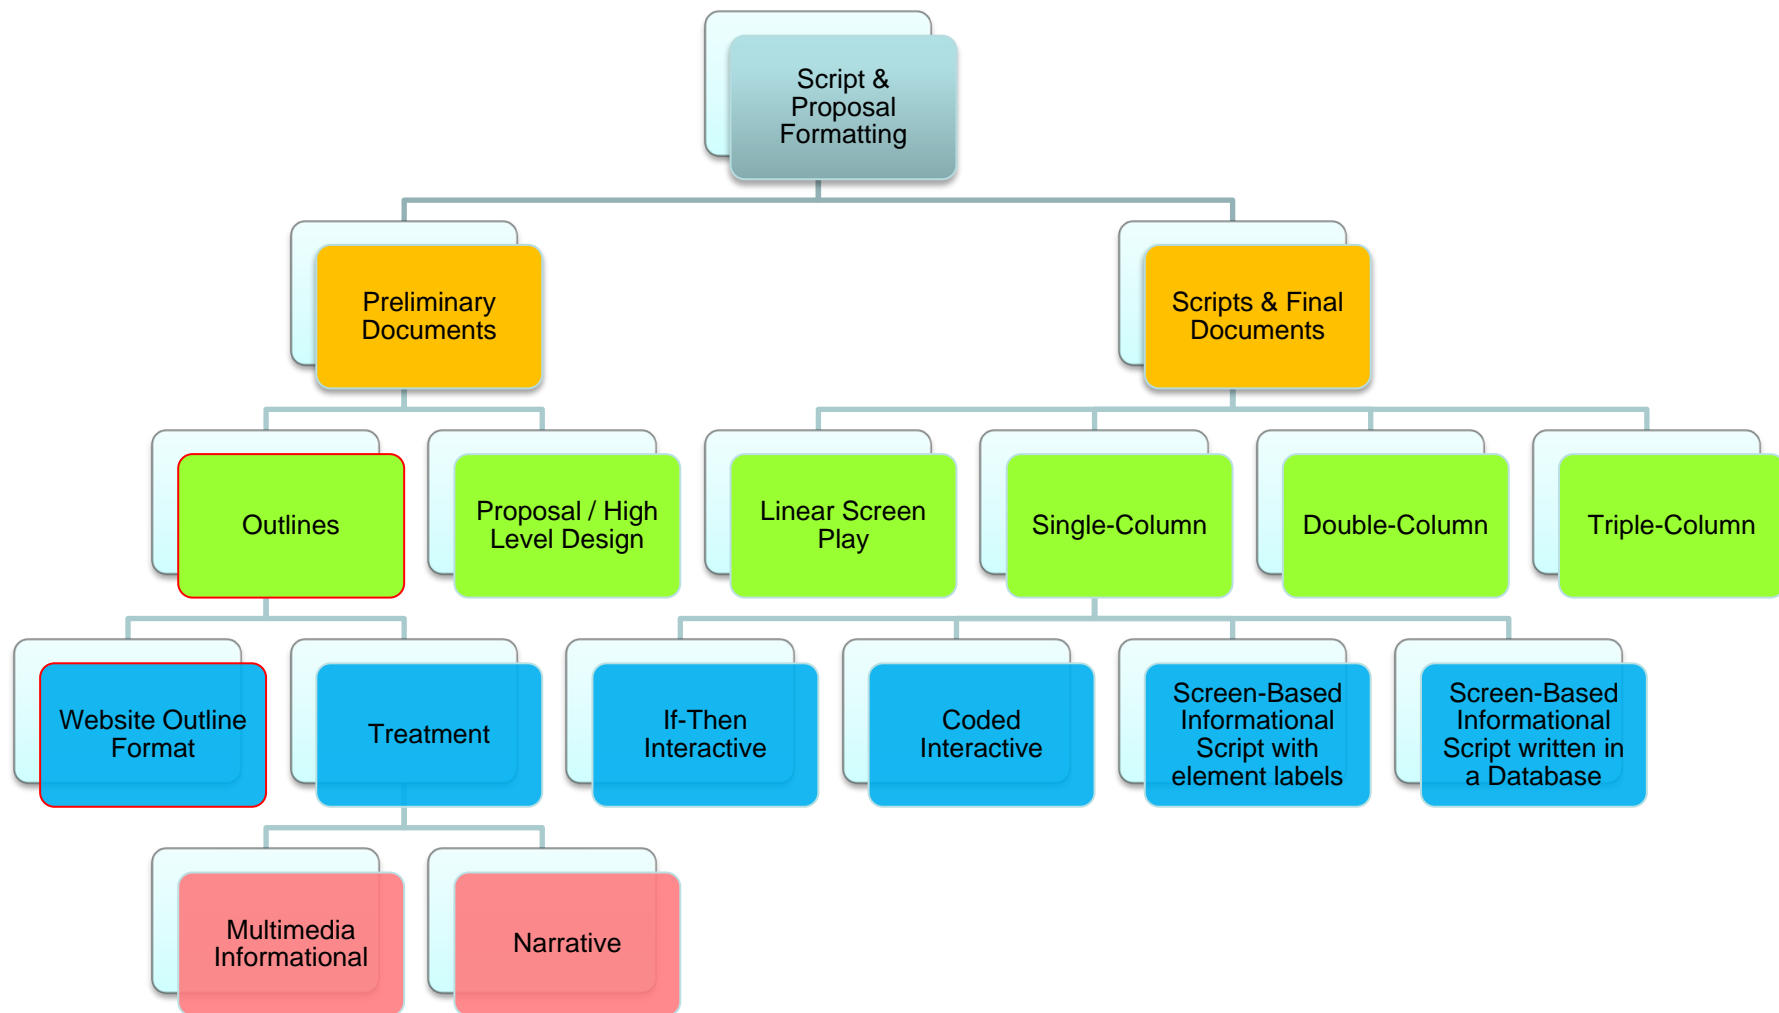 Script &
Proposal
Formatting
Preliminary
Documents
Scripts & Final
Documents
Outlines
Proposal / High
Level Design
Linear Screen
Play
Single-Column
Double-Column
Triple-Column
Website Outline
Format
Treatment
If-Then
Interactive
Coded
Interactive
Screen-Based
Informational
Script with
element labels
Screen-Based
Informational
Script written in
a Database
Multimedia
Informational
Narrative